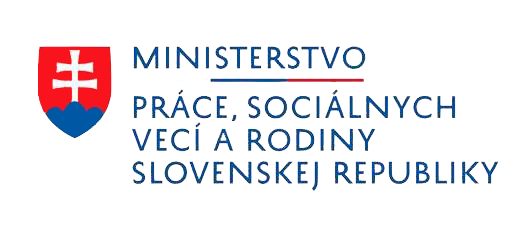 MINISTERSTVO
PRÁCE, SOCIÁLNYCH
VECÍ A RODINY
SLOVENSKEJ REPUBLIKY